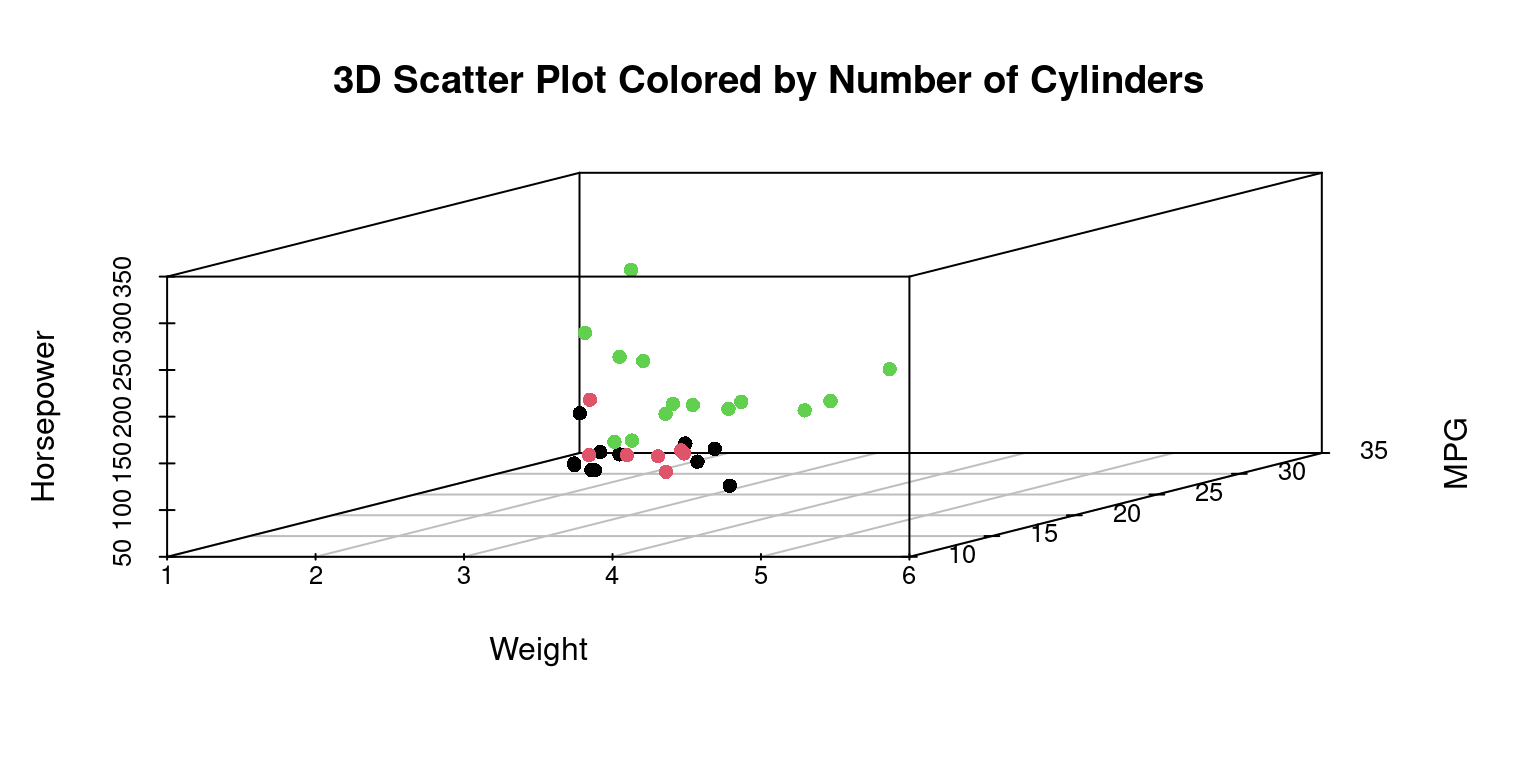 3D Scatter Plot Colored by Number of Cylinders
Horsepower
50 100 150 200 250 300 350
1 2 3 4 5 6
Weight
10 15 20 25 30 35
MPG